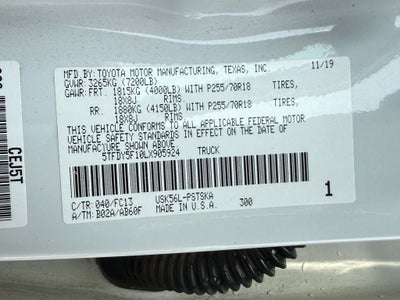 MFD.BY:TOYOTA MOTOR MANUFACTURING, TEXAS, INC. 11/19
GVWR: 3265KG (7200LB)
GAWR: FRT. 1815KG (4000LB)WITH P255/70R18 TIRES,
18X8J RIMS
RR. 1880KG (4150LB)WITH P255/70R18 TIRES,
18X8J RIMS
THIS VEHICLE CONFORMS TO ALL APPLICABLE FEDERAL MOTOR
VEHICLE SAFETY STANDARDS IN EFFECT ON THE DATE OF
MANUFACTURE SHOWN ABOVE.
5TFDY5F10LX905924 TRUCK
C/TR: 040/FC13 USK56L-PSTSKA 1
A/TM: B02A/AB60F MADE IN U.S.A. 300
CEJ5T